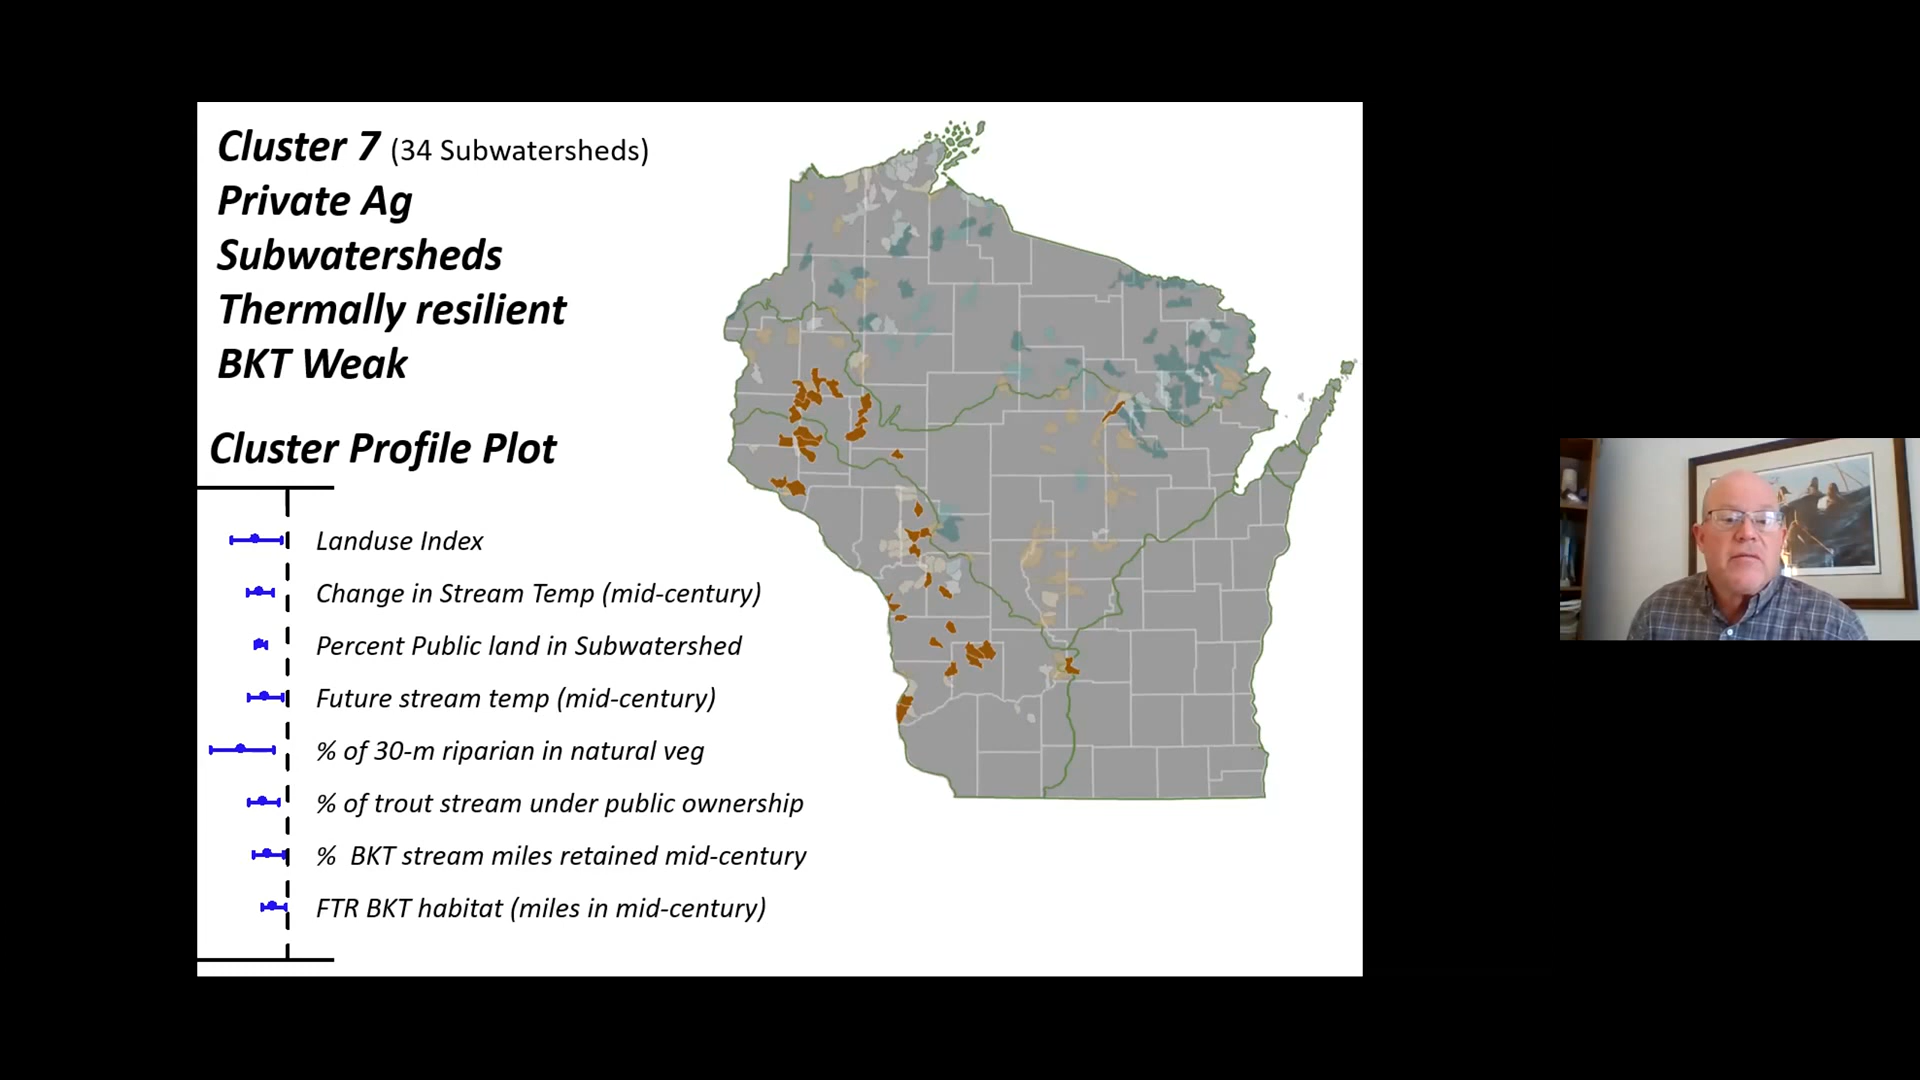 Cluster 7 (34 Subwatersheds)
Private Ag
Subwatersheds
Thermally resilient
BKT Weak
Cluster Profile Plot
Landuse Index
Change in Stream Temp (mid-century)
Percent Public land in Subwatershed
Future stream temp (mid-century)
% of 30-m riparian in natural veg
% of trout stream under public ownership
% BKT stream miles retained mid-century
FTR BKT habitat (miles in mid-century)